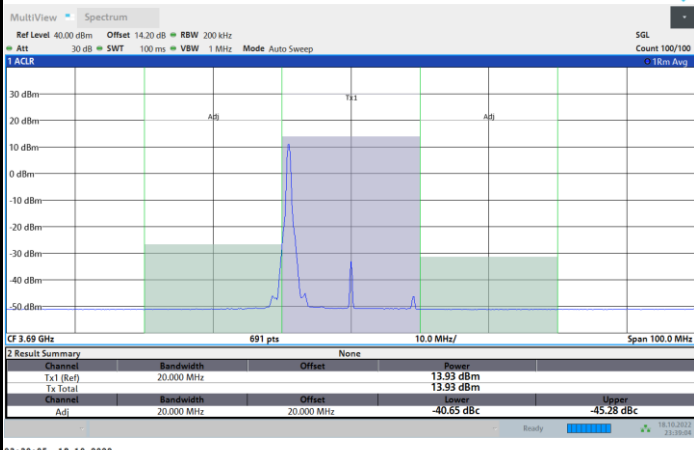 MultiView Spectrum
Ref Level 40.00 dBm Offset 14.20 dB RBW 200 kHz SGL
Att 30 dB SWT 100 ms VBW 1 MHz Mode Auto Sweep Count 100/100
1 ACLR 1Rm Avg
30 dBm
Tx1
20 dBm Adj Adj
10 dBm
0 dBm
-10 dBm
-20 dBm
-30 dBm
-40 dBm
-50 dBm
CF 3.69 GHz 691 pts 10.0 MHz/ Span 100.0 MHz
2 Result Summary None
Channel Bandwidth Offset Power
Tx1 (Ref) 20.000 MHz 13.93 dBm
Tx Total 13.93 dBm
Channel Bandwidth Offset Lower Upper
Adj 20.000 MHz 20.000 MHz -40.65 dBc -45.28 dBc
Ready 18.10.2022
23:39:04